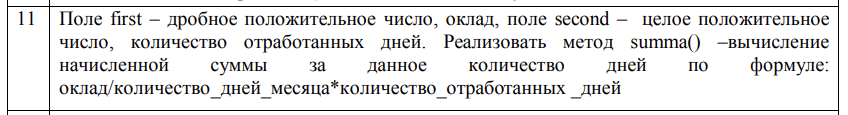 11 Поле first – дробное положительное число, оклад, поле second – целое положительное
число, количество отработанных дней. Реализовать метод summa() –вычисление
начисленной суммы за данное количество дней по формуле:
оклад/количество_дней_месяца*количество_отработанных _дней